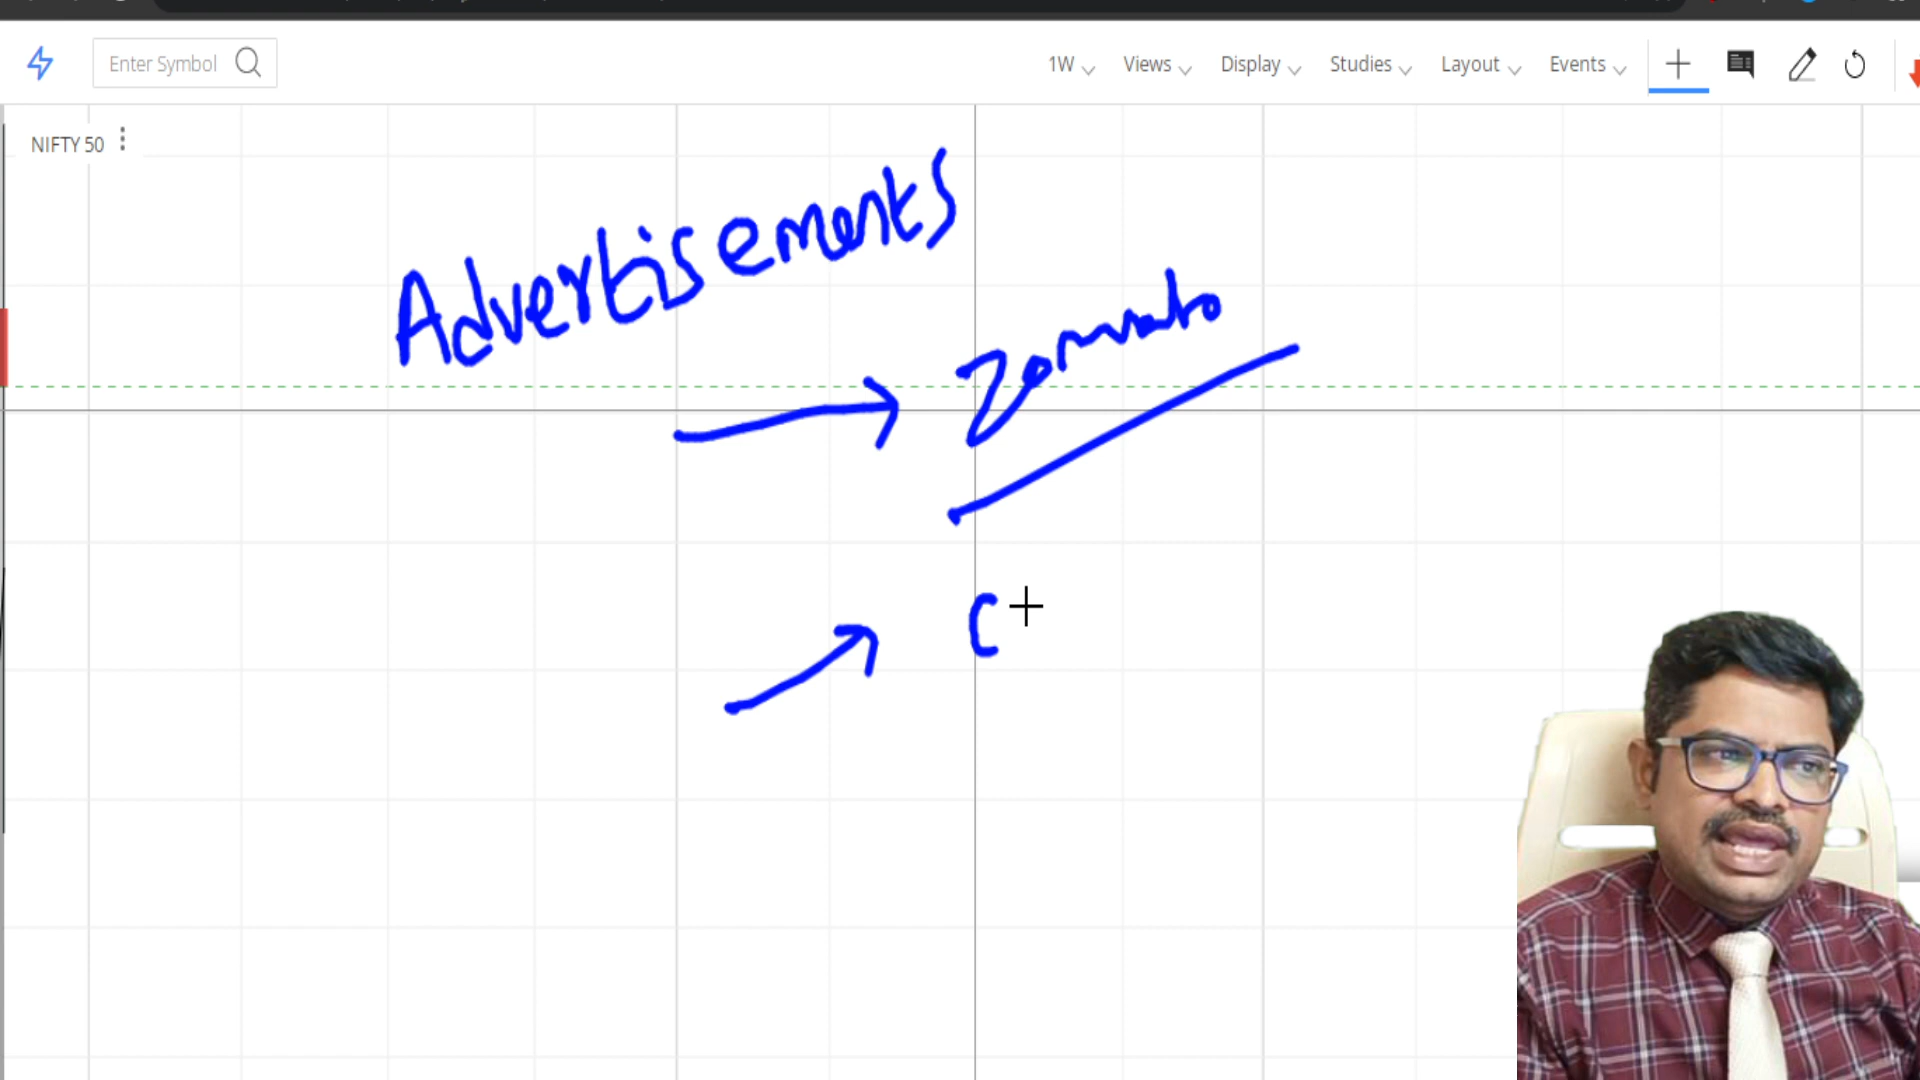 Enter Symbol
1W Views Display Studies Layout Events
NIFTY 50
Advertisements
Zomato
C